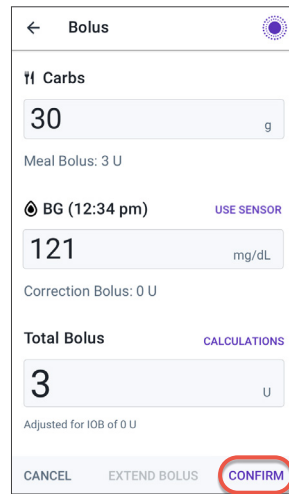 Bolus
Carbs
30 g
Meal Bolus: 3 U
BG (12:34 pm) USE SENSOR
121 mg/dL
Correction Bolus: 0 U
Total Bolus CALCULATIONS
3 U
Adjusted for IOB of 0 U
CANCEL EXTEND BOLUS CONFIRM